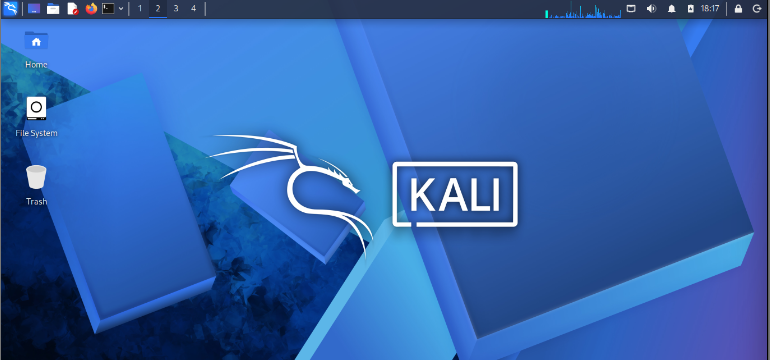 1 2 3 4 18:17
Home
File System
Trash
KALI